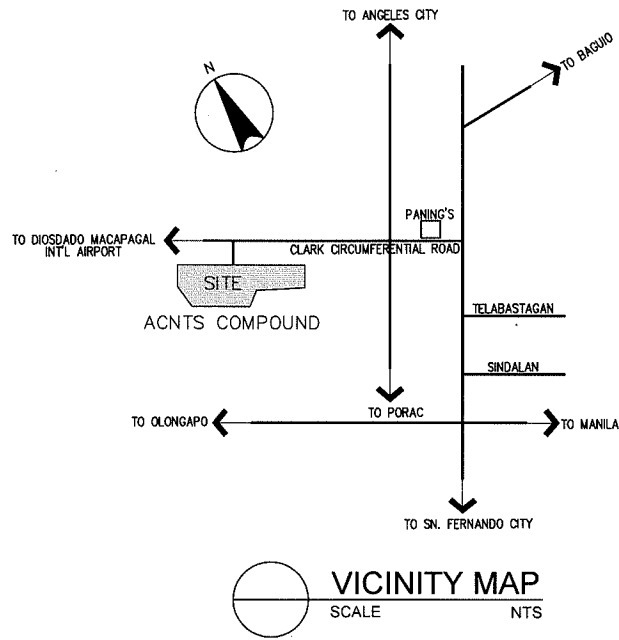 TO ANGELES CITY
TO BAGUIO
N
PANING'S
TO DIOSDADO MACAPAGAL
INT'L AIRPORT
CLARK CIRCUMFERENTIAL ROAD
SITE
ACNTS COMPOUND
TELABASTAGAN
SINDALAN
TO PORAC
TO OLONGAPO
TO MANILA
TO SN. FERNANDO CITY
VICINITY MAP
SCALE NTS